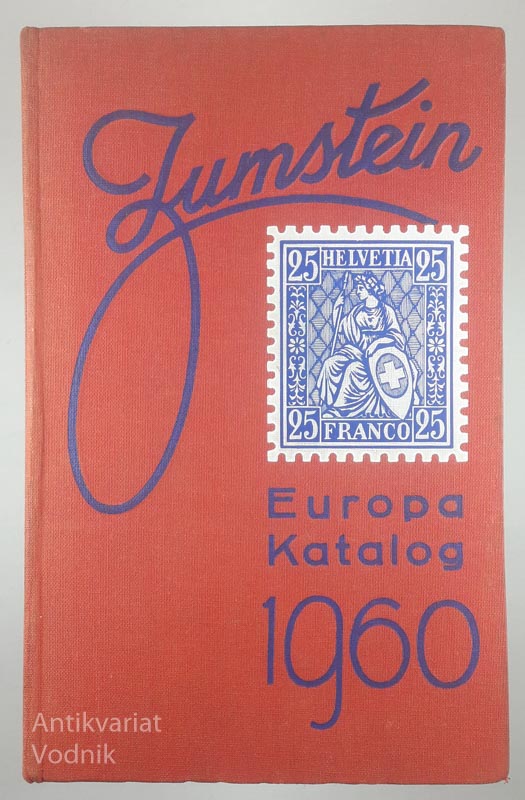 Zumstein
25 HELVETIA 25
25 FRANCO 25
Europa
Katalog
1960
Antikvariat
Vodnik